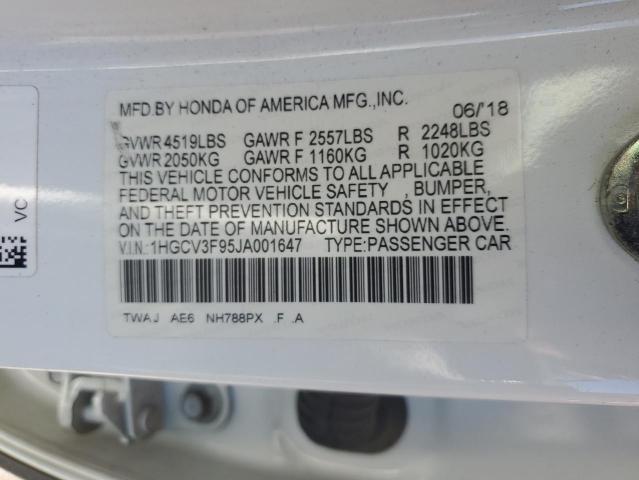 MFD.BY HONDA OF AMERICA MFG.,INC. 06/'18
GVWR 4519LBS GAWR F 2557LBS R 2248LBS
GVWR 2050KG GAWR F 1160KG R 1020KG
THIS VEHICLE CONFORMS TO ALL APPLICABLE
FEDERAL MOTOR VEHICLE SAFETY , BUMPER,
AND THEFT PREVENTION STANDARDS IN EFFECT
ON THE DATE OF MANUFACTURE SHOWN ABOVE.
V.I.N.: 1HGCV3F95JA001647 TYPE:PASSENGER CAR
TWAJ AE6 NH788PX .F .A
VC